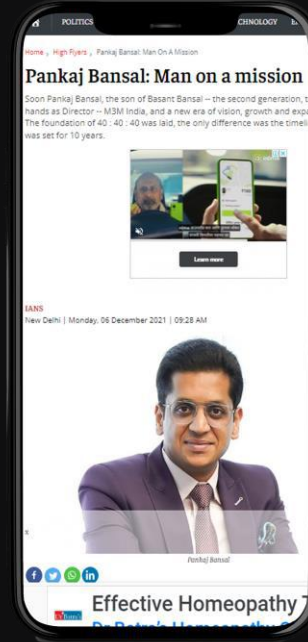 POLITICS
CHNOLOGY
Home , High Flyers , Pankaj Bansal: Man On A Mission
Pankaj Bansal: Man on a mission
Soon Pankaj Bansal, the son of Basant Bansal -- the second generation, t
hands as Director -- M3M India, and a new era of vision, growth and expa
The foundation of 40 : 40 : 40 was laid, the only difference was the timeli
was set for 10 years.
Learn more
IANS
New Delhi | Monday, 06 December 2021 | 09:28 AM
Pankaj Bansal
Effective Homeopathy T
Dr Batra's Homeopathy